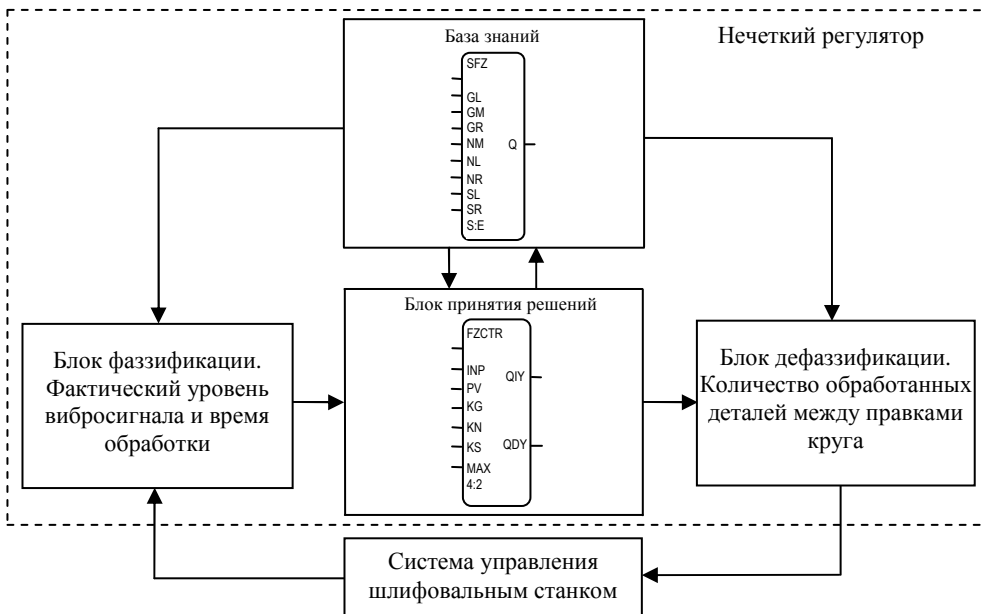 База знаний
Нечеткий регулятор
SFZ
GL
GM
GR
NM
Q
NL
NR
SL
SR
S:E
Блок принятия решений
FZCTR
INP
QIY
PV
KG
KN
KS
QDY
MAX
4:2
Блок фаззификации.
Фактический уровень
вибросигнала и время
обработки
Блок дефаззификации.
Количество обработанных
деталей между правками
круга
Система управления
шлифовальным станком